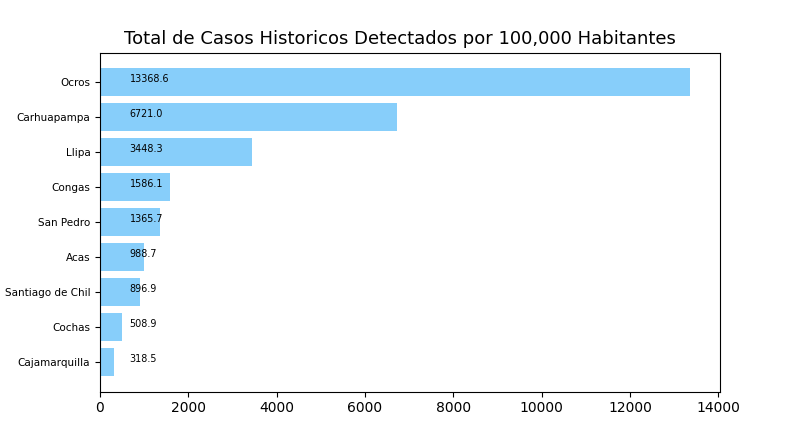 Total de Casos Historicos Detectados por 100,000 Habitantes
Ocros 13368.6
Carhuapampa 6721.0
Llipa 3448.3
Congas 1586.1
San Pedro 1365.7
Acas 988.7
Santiago de Chil 896.9
Cochas 508.9
Cajamarquilla 318.5
0 2000 4000 6000 8000 10000 12000 14000